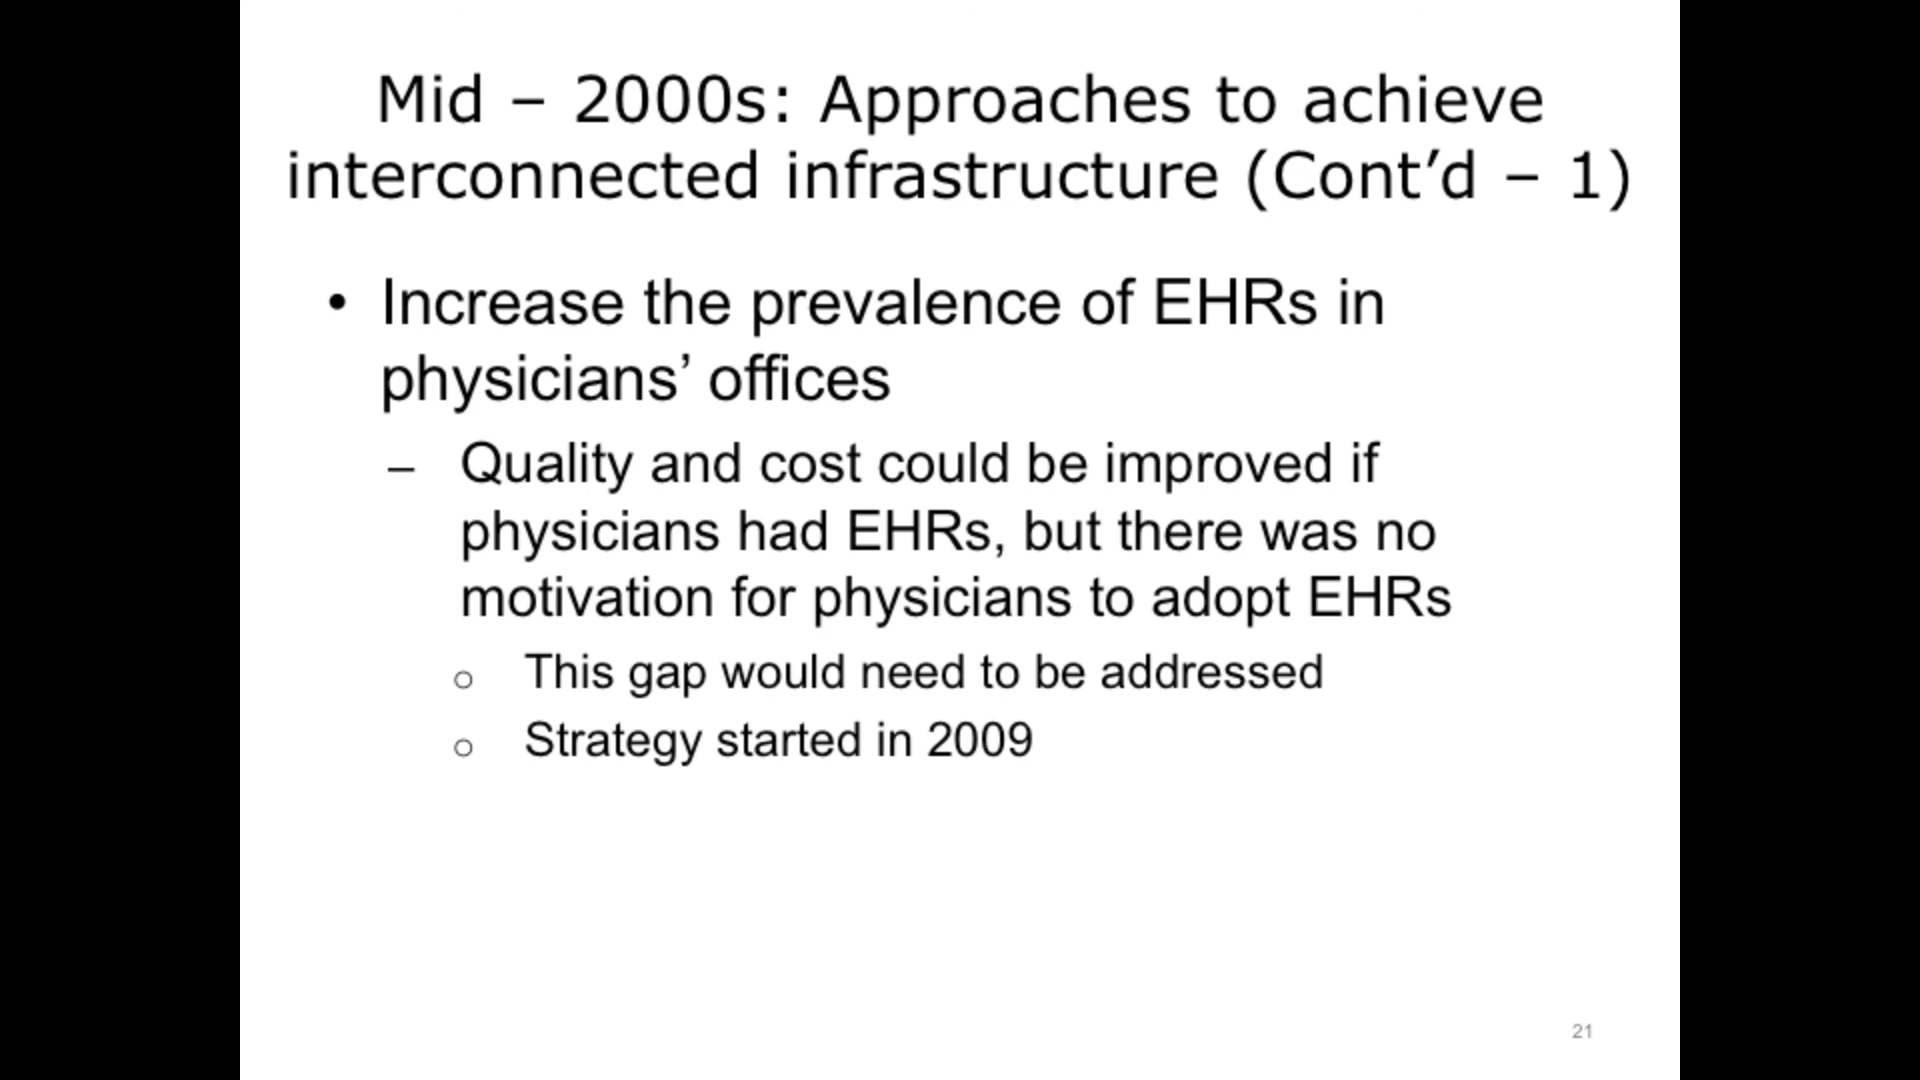 Mid – 2000s: Approaches to achieve
interconnected infrastructure (Cont’d – 1)
• Increase the prevalence of EHRs in
physicians’ offices
– Quality and cost could be improved if
physicians had EHRs, but there was no
motivation for physicians to adopt EHRs
○ This gap would need to be addressed
○ Strategy started in 2009
21